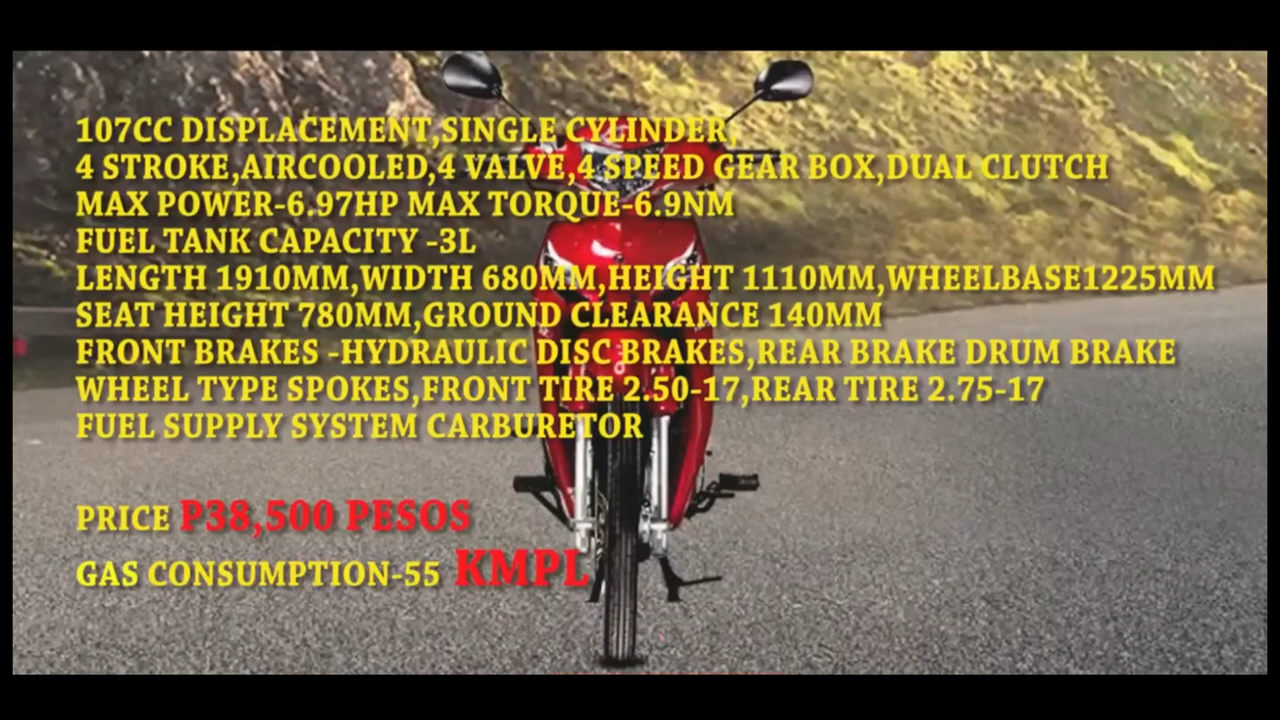 107CC DISPLACEMENT,SINGLE CYLINDER,
4 STROKE,AIRCOOLED,4 VALVE,4 SPEED GEAR BOX,DUAL CLUTCH
MAX POWER-6.97HP MAX TORQUE-6.9NM
FUEL TANK CAPACITY -3L
LENGTH 1910MM,WIDTH 680MM,HEIGHT 1110MM,WHEELBASE1225MM
SEAT HEIGHT 780MM,GROUND CLEARANCE 140MM
FRONT BRAKES -HYDRAULIC DISC BRAKES,REAR BRAKE DRUM BRAKE
WHEEL TYPE SPOKES,FRONT TIRE 2.50-17,REAR TIRE 2.75-17
FUEL SUPPLY SYSTEM CARBURETOR
PRICE P38,500 PESOS
GAS CONSUMPTION-55 KMPL